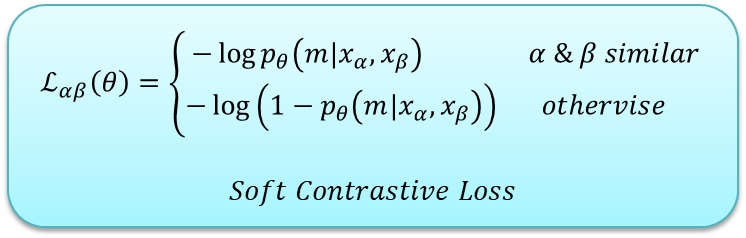 − log p_θ(m|x_α, x_β) α & β similar
ℒ_αβ(θ) = {
− log (1 − p_θ(m|x_α, x_β)) othervise
Soft Contrastive Loss